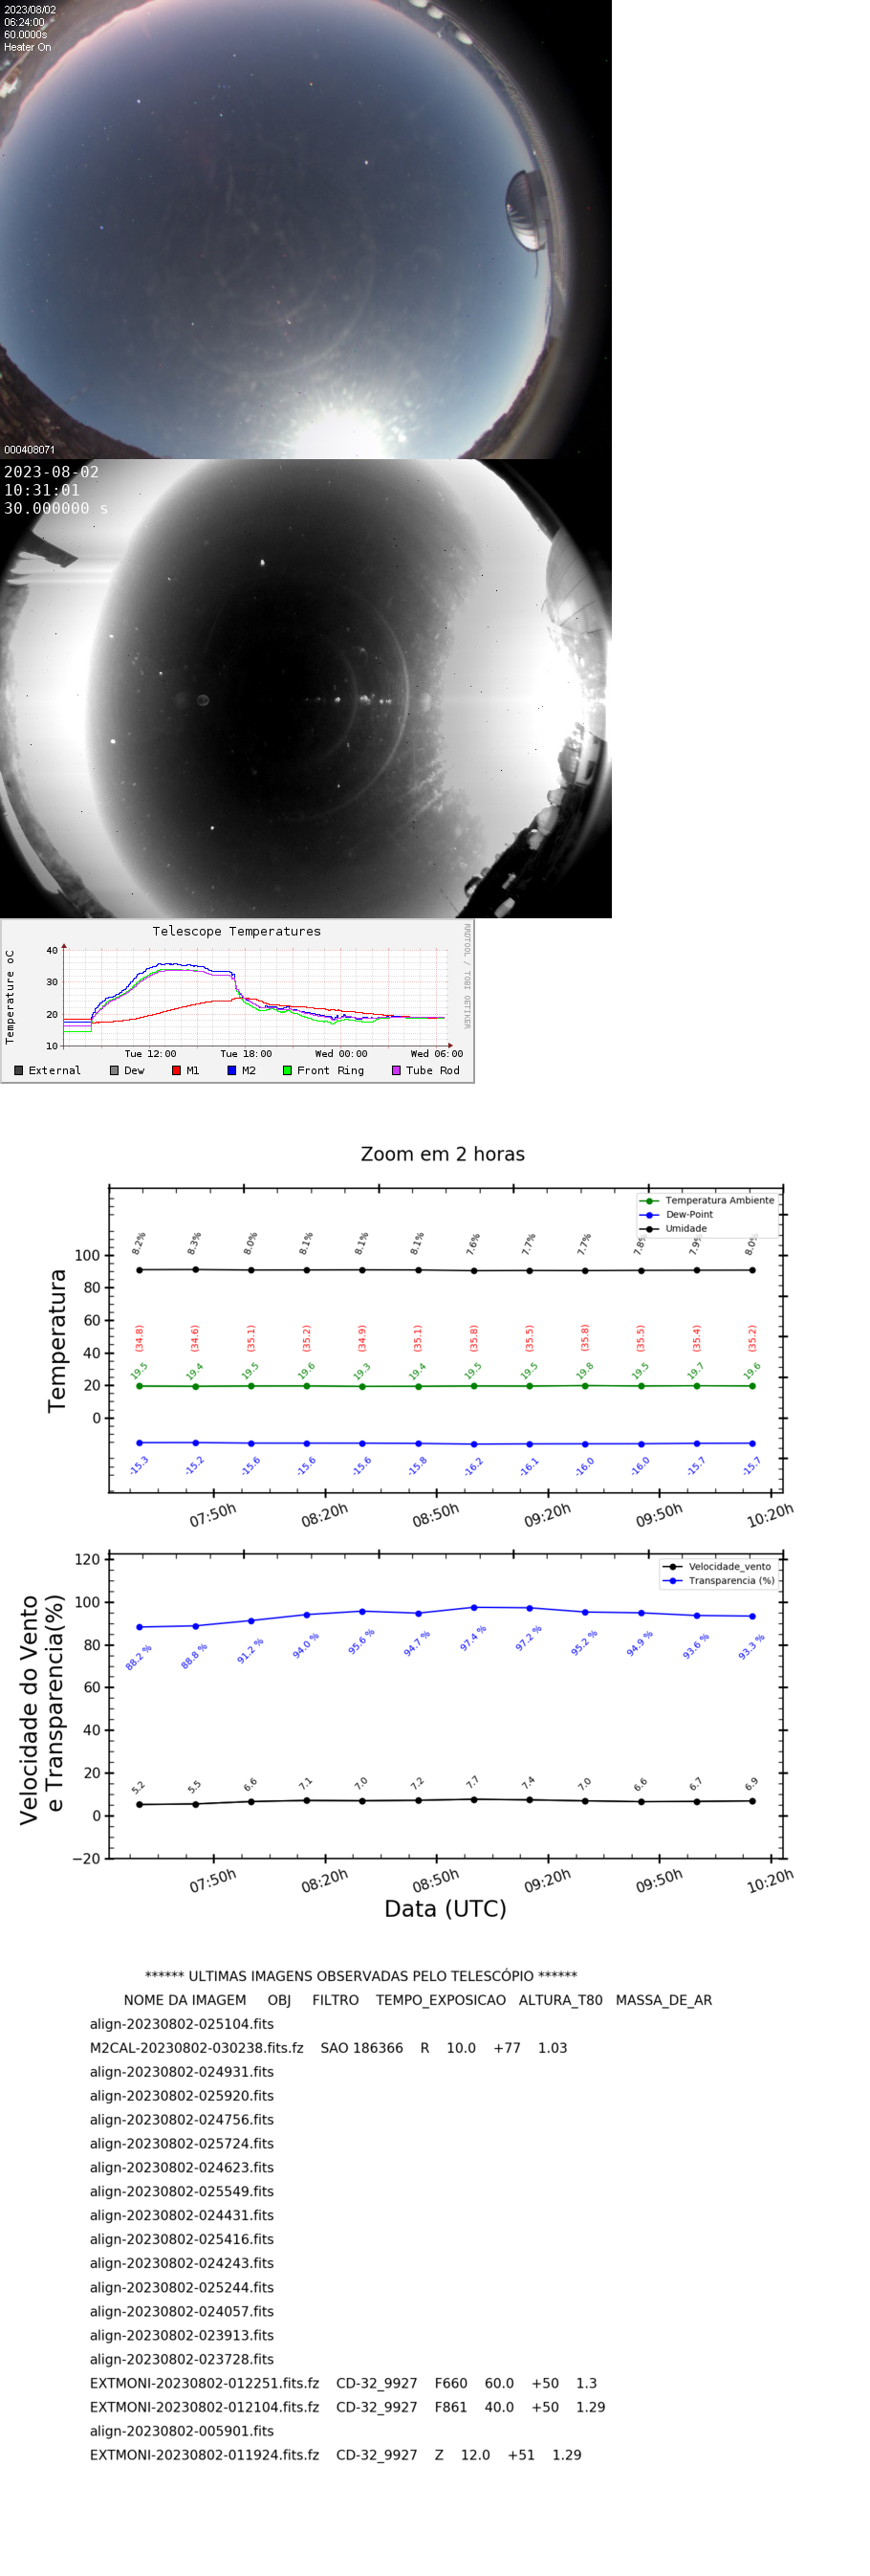 2023/08/02
06:24:00
60.0000s
Heater On
000408071
2023-08-02
10:31:01
30.000000 s
Telescope Temperatures
RRDTOOL / TOBI OETIKER
Temperature oC
40
30
20
10
Tue 12:00 Tue 18:00 Wed 00:00 Wed 06:00
External Dew M1 M2 Front Ring Tube Rod
Zoom em 2 horas
Temperatura Ambiente
Dew-Point
Umidade
Temperatura
100
80
60
40
20
0
8.2% 8.3% 8.0% 8.1% 8.1% 8.1% 7.6% 7.7% 7.7% 7.8% 7.9% 8.0%
(34.8) (34.6) (35.1) (35.2) (34.9) (35.1) (35.8) (35.5) (35.8) (35.5) (35.4) (35.2)
19.5 19.4 19.5 19.6 19.3 19.4 19.5 19.5 19.8 19.5 19.7 19.6
-15.3 -15.2 -15.6 -15.6 -15.6 -15.8 -16.2 -16.1 -16.0 -16.0 -15.7 -15.7
07:50h 08:20h 08:50h 09:20h 09:50h 10:20h
Velocidade do Vento
e Transparencia(%)
Velocidade_vento
Transparencia (%)
120
100
80
60
40
20
0
−20
88.2 % 88.8 % 91.2 % 94.0 % 95.6 % 94.7 % 97.4 % 97.2 % 95.2 % 94.9 % 93.6 % 93.3 %
5.2 5.5 6.6 7.1 7.0 7.2 7.7 7.4 7.0 6.6 6.7 6.9
07:50h 08:20h 08:50h 09:20h 09:50h 10:20h
Data (UTC)
****** ULTIMAS IMAGENS OBSERVADAS PELO TELESCÓPIO ******
NOME DA IMAGEM OBJ FILTRO TEMPO_EXPOSICAO ALTURA_T80 MASSA_DE_AR
align-20230802-025104.fits
M2CAL-20230802-030238.fits.fz SAO 186366 R 10.0 +77 1.03
align-20230802-024931.fits
align-20230802-025920.fits
align-20230802-024756.fits
align-20230802-025724.fits
align-20230802-024623.fits
align-20230802-025549.fits
align-20230802-024431.fits
align-20230802-025416.fits
align-20230802-024243.fits
align-20230802-025244.fits
align-20230802-024057.fits
align-20230802-023913.fits
align-20230802-023728.fits
EXTMONI-20230802-012251.fits.fz CD-32_9927 F660 60.0 +50 1.3
EXTMONI-20230802-012104.fits.fz CD-32_9927 F861 40.0 +50 1.29
align-20230802-005901.fits
EXTMONI-20230802-011924.fits.fz CD-32_9927 Z 12.0 +51 1.29